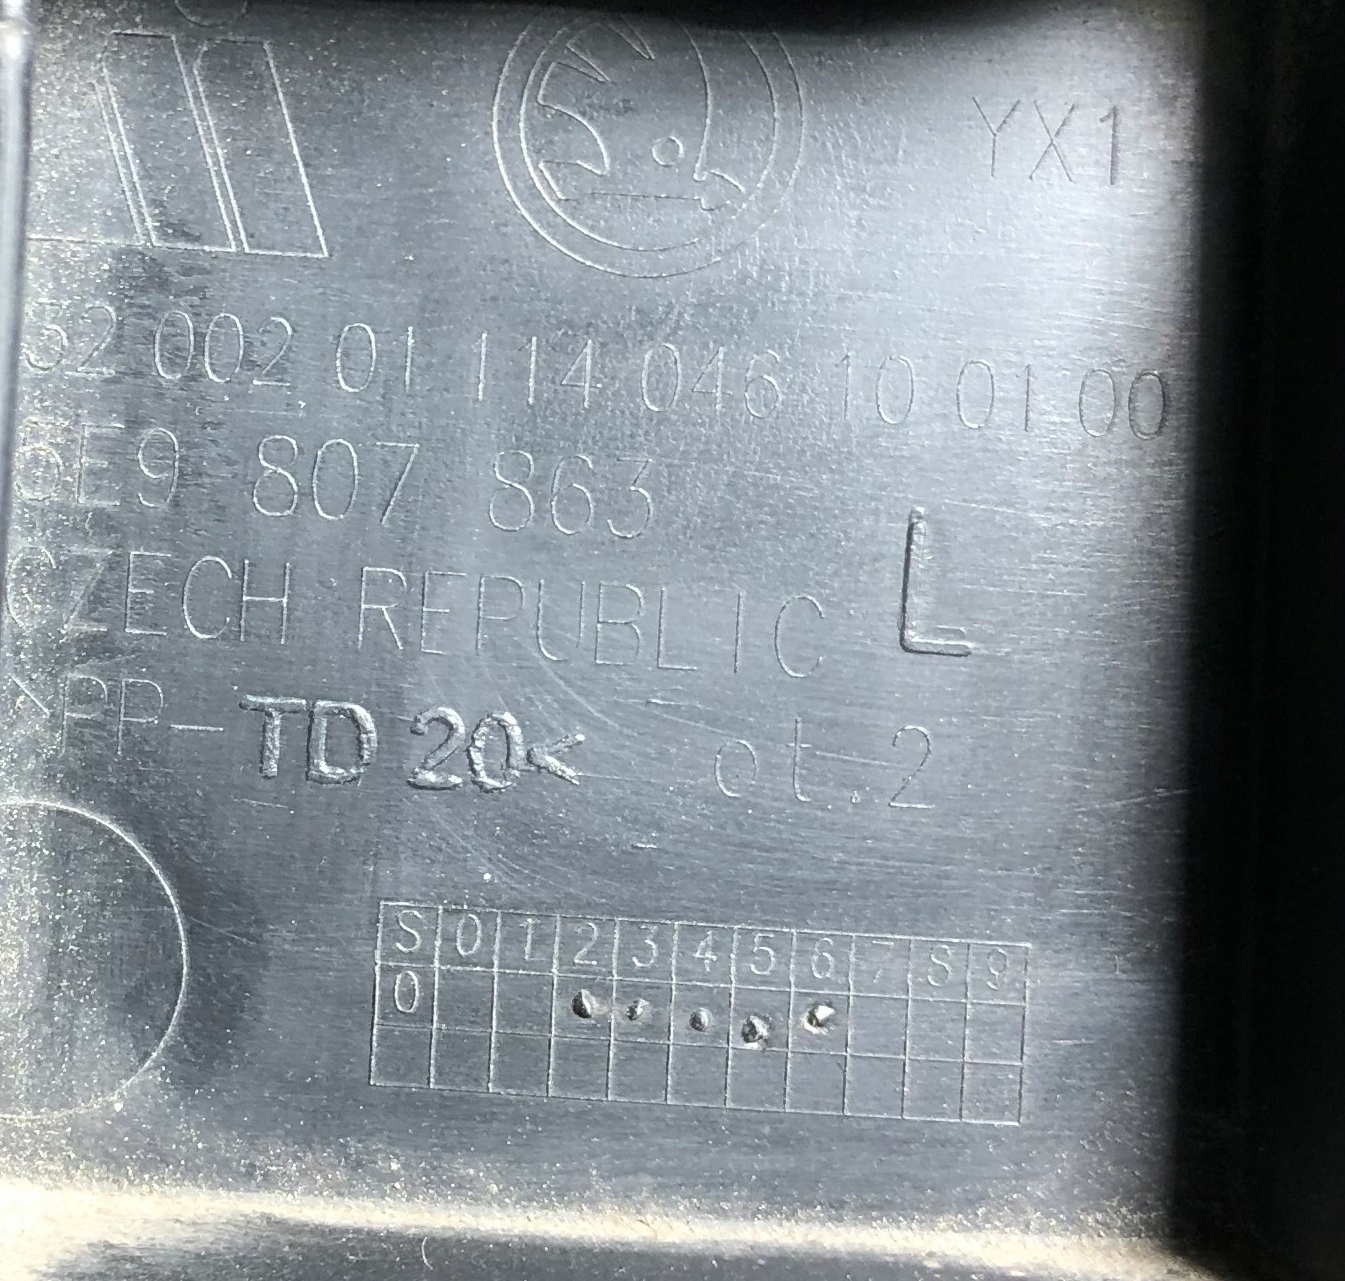 YX1
52 002 01 114 046 10 01 00
5E9 807 863
L
CZECH REPUBLIC
>PP-TD 20< ot.2
S 0 1 2 3 4 5 6 7 8 9
0